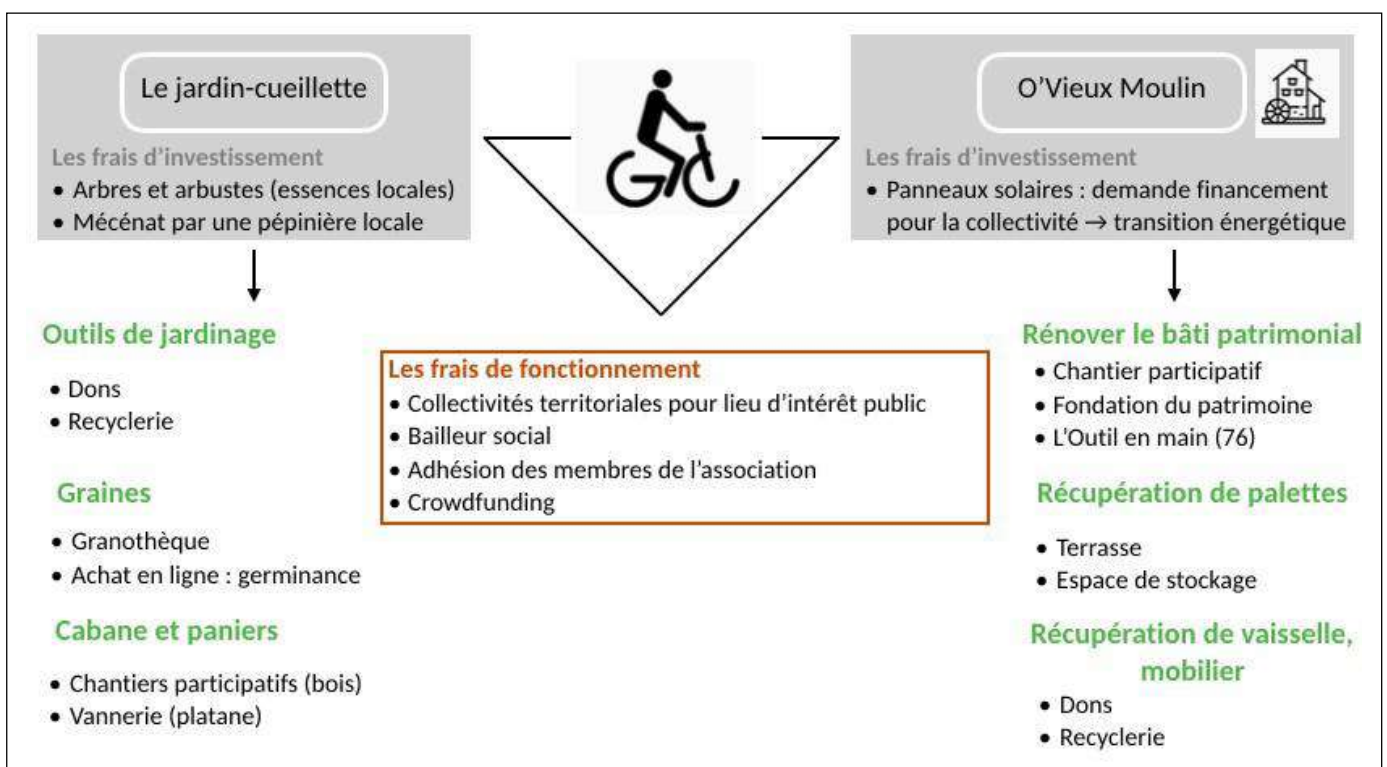 Le jardin-cueillette
Les frais d'investissement
• Arbres et arbustes (essences locales)
• Mécénat par une pépinière locale
Outils de jardinage
• Dons
• Recyclerie
Graines
• Granothèque
• Achat en ligne : germinance
Cabane et paniers
• Chantiers participatifs (bois)
• Vannerie (platane)
Les frais de fonctionnement
• Collectivités territoriales pour lieu d'intérêt public
• Bailleur social
• Adhésion des membres de l'association
• Crowdfunding
O'Vieux Moulin
Les frais d'investissement
• Panneaux solaires : demande financement
pour la collectivité → transition énergétique
Rénover le bâti patrimonial
• Chantier participatif
• Fondation du patrimoine
• L'Outil en main (76)
Récupération de palettes
• Terrasse
• Espace de stockage
Récupération de vaisselle,
mobilier
• Dons
• Recyclerie